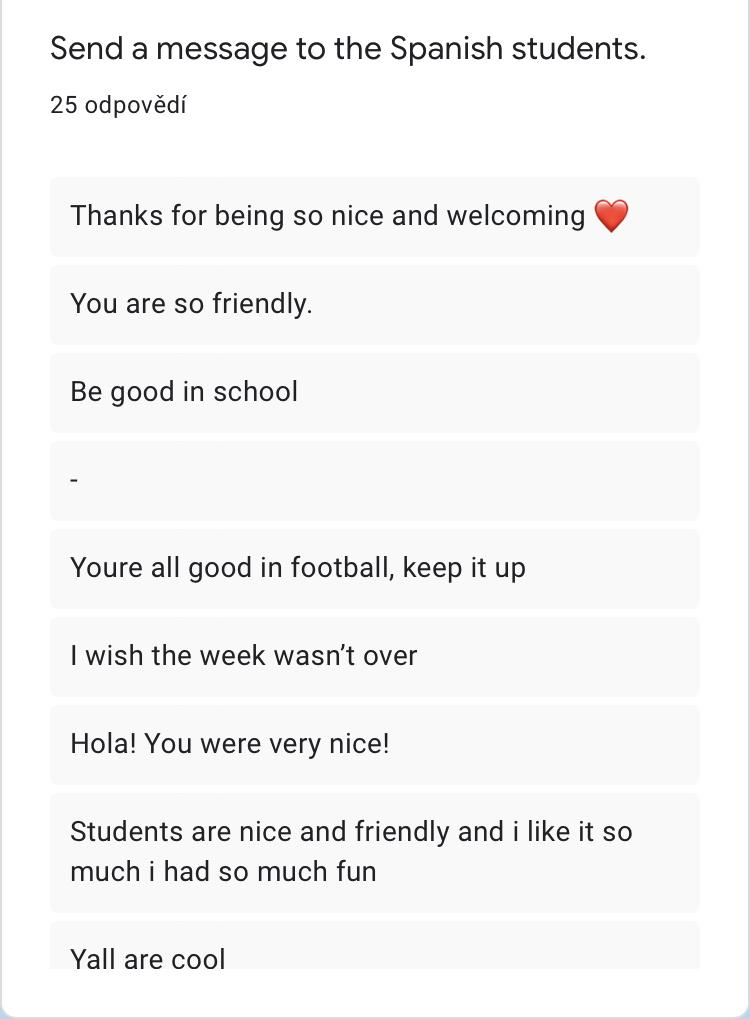 Send a message to the Spanish students.
25 odpovědí
Thanks for being so nice and welcoming ❤️
You are so friendly.
Be good in school
-
Youre all good in football, keep it up
I wish the week wasn’t over
Hola! You were very nice!
Students are nice and friendly and i like it so
much i had so much fun
Yall are cool